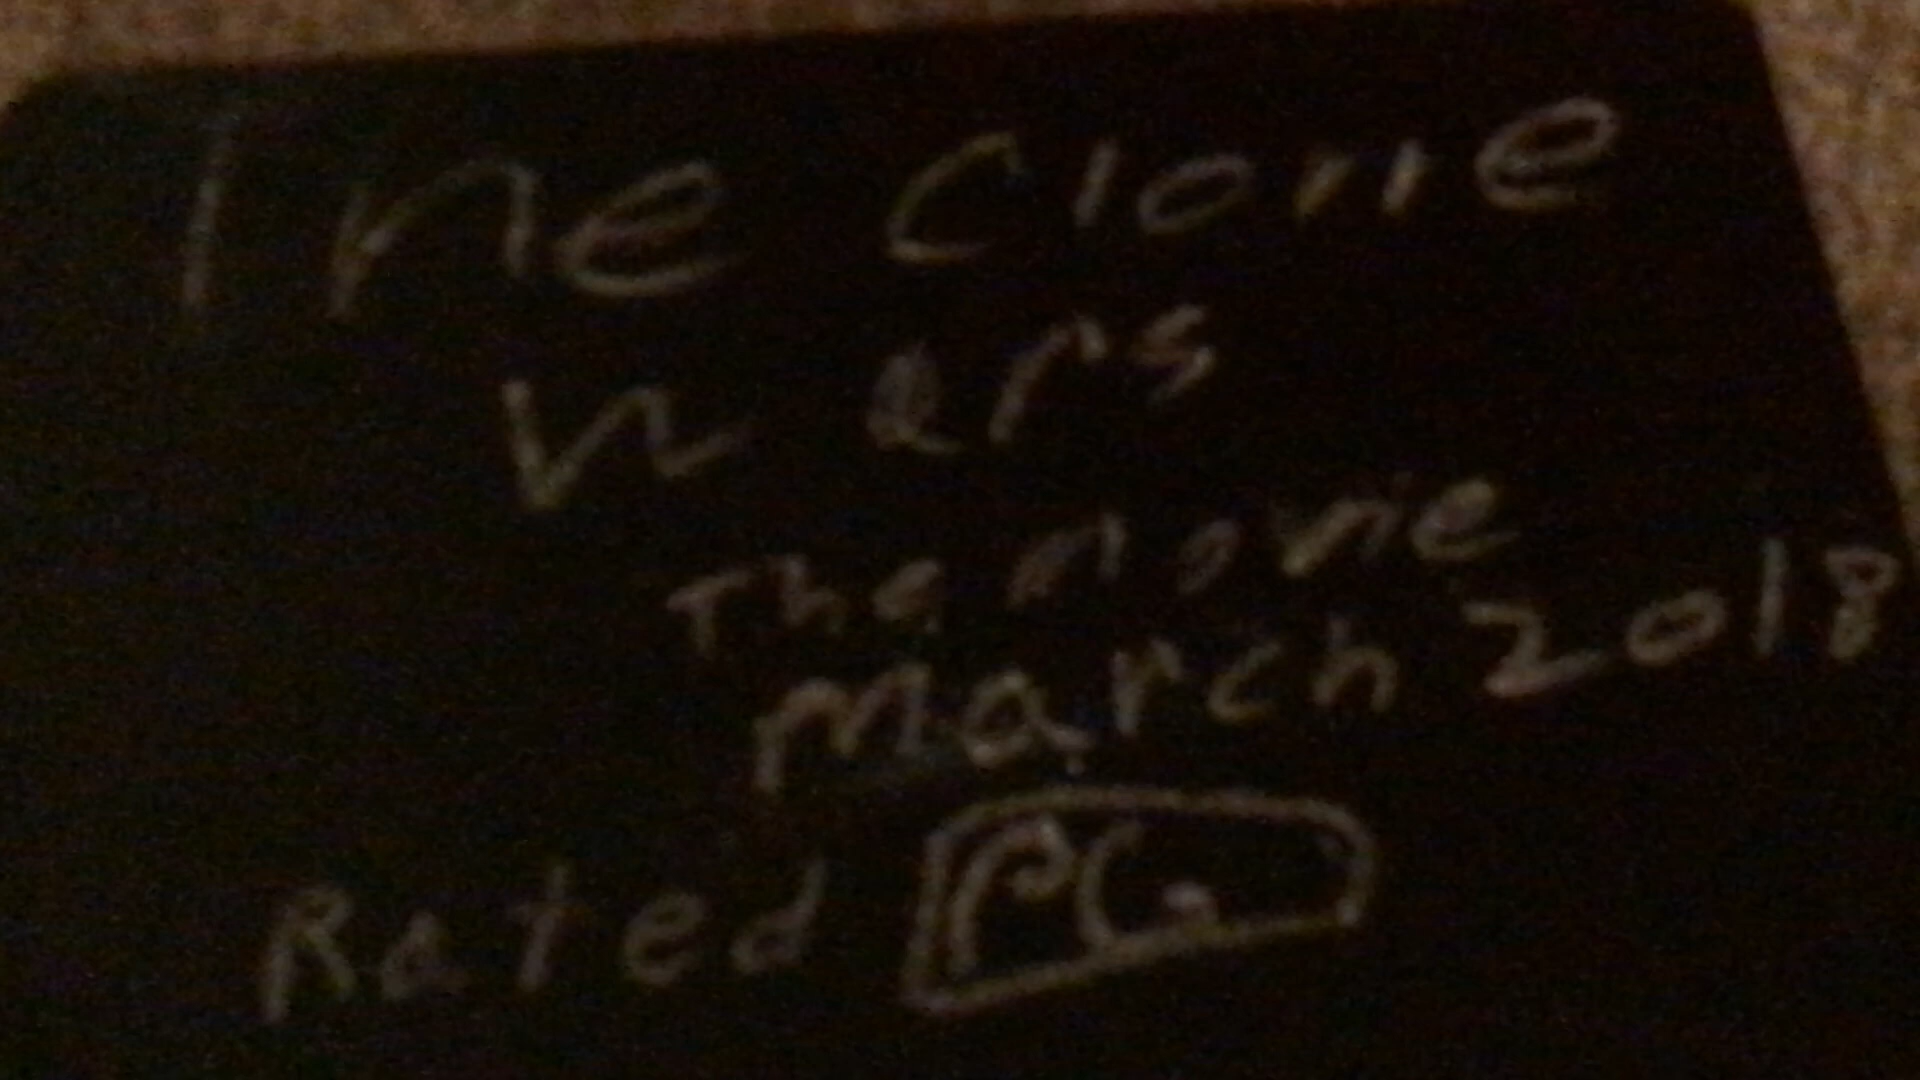 The Clone
Wars
The movie
March 2018
Rated PG